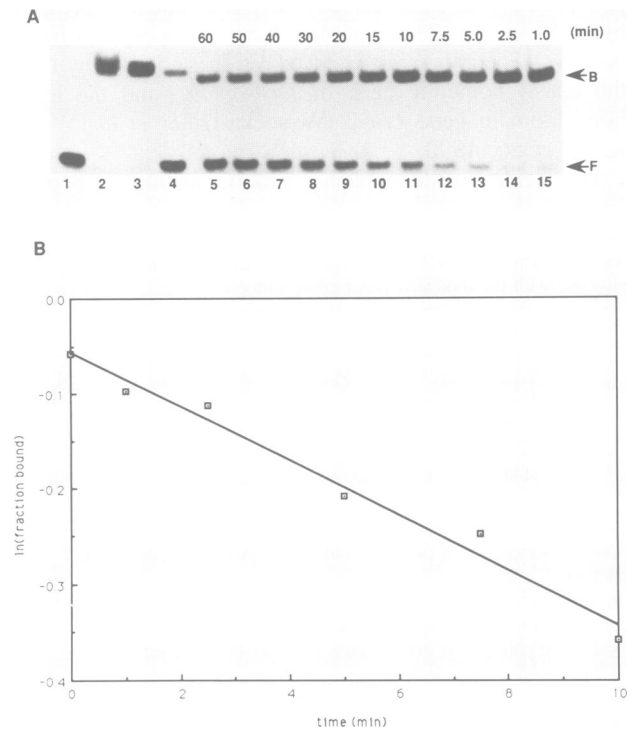 A
60 50 40 30 20 15 10 7.5 5.0 2.5 1.0 (min)
B
F
1 2 3 4 5 6 7 8 9 10 11 12 13 14 15
B
0.0
-0.1
-0.2
-0.3
-0.4
ln(fraction bound)
0 2 4 6 8 10
time (min)